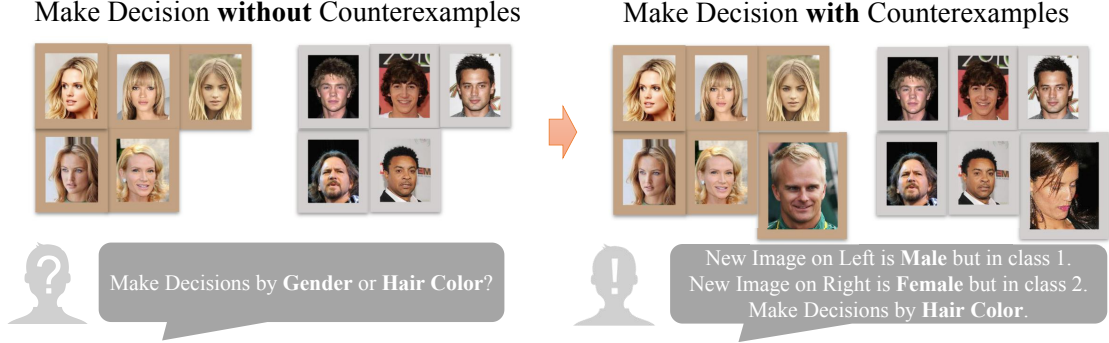 Make Decision without Counterexamples
Make Decision with Counterexamples
?
Make Decisions by Gender or Hair Color?
!
New Image on Left is Male but in class 1.
New Image on Right is Female but in class 2.
Make Decisions by Hair Color.